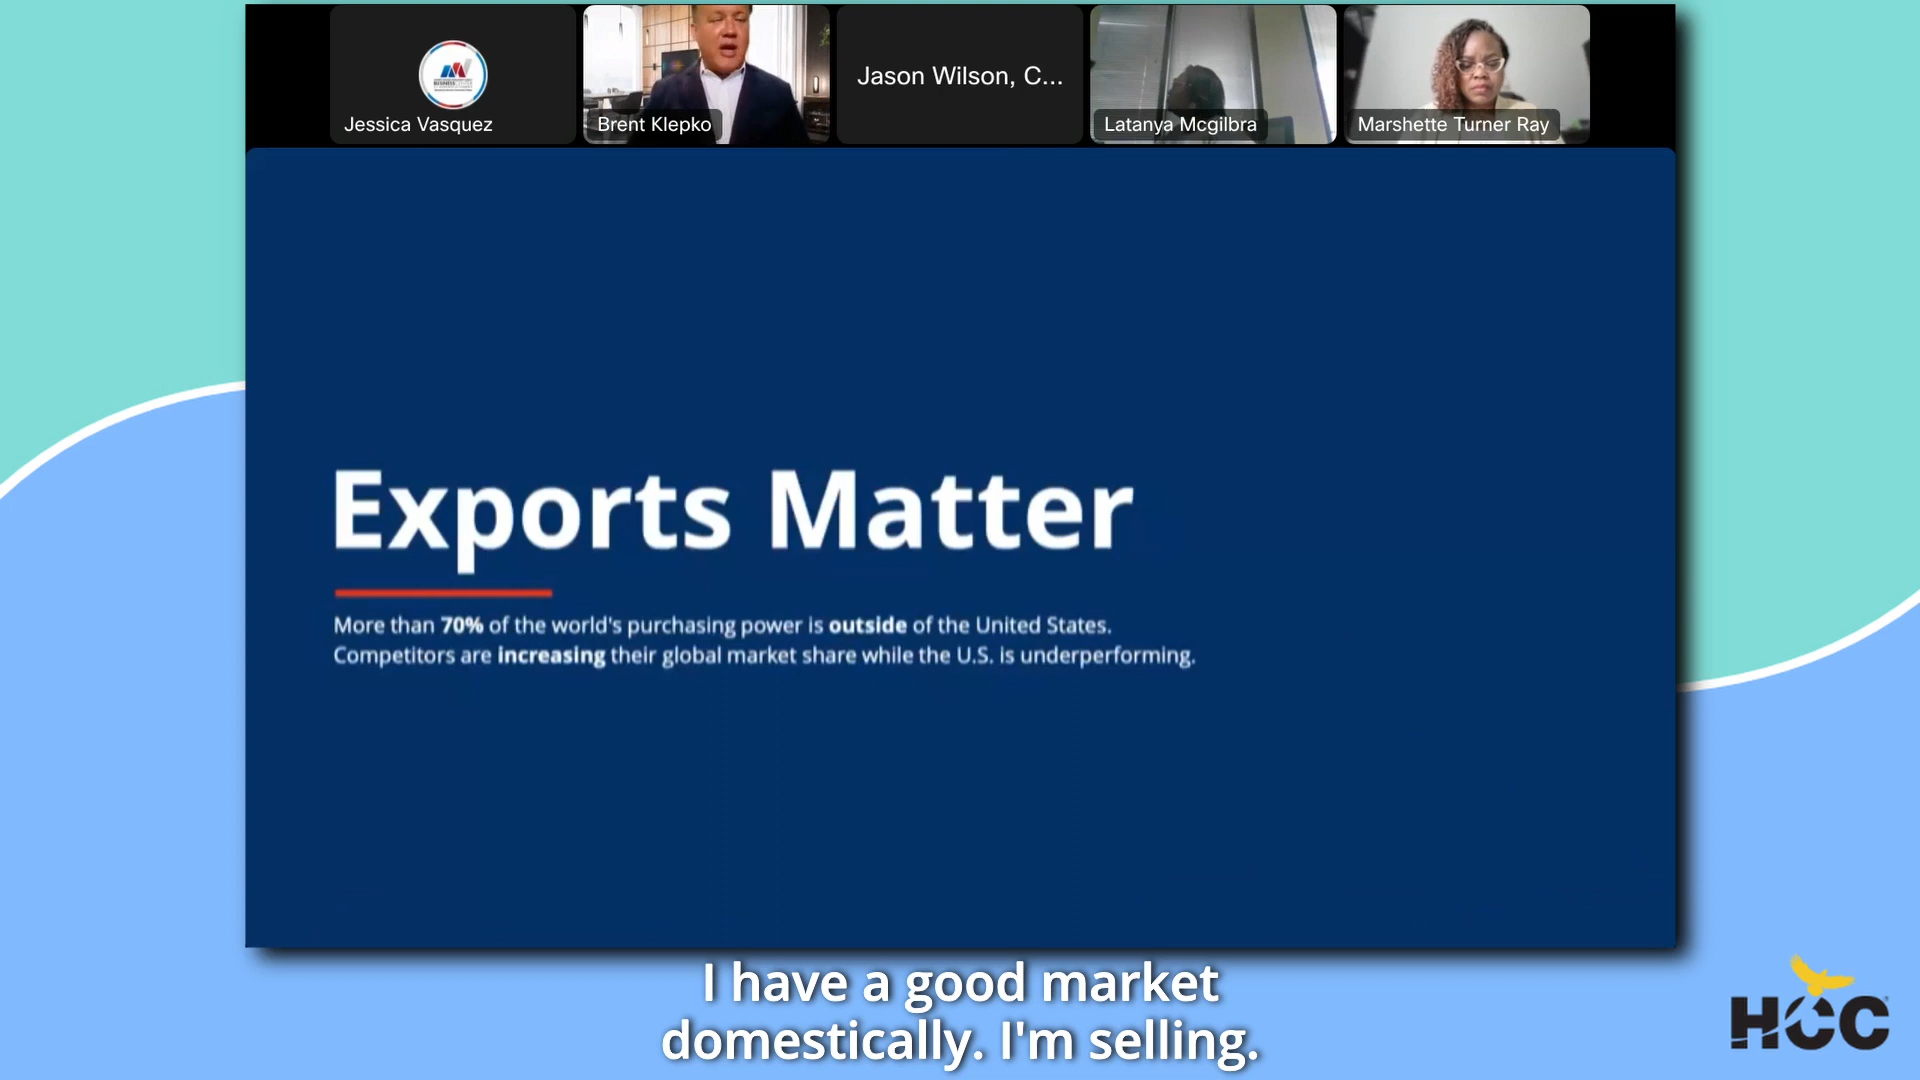 Jessica Vasquez
Brent Klepko
Jason Wilson, C...
Latanya Mcgilbra
Marshette Turner Ray
Exports Matter
More than 70% of the world's purchasing power is outside of the United States.
Competitors are increasing their global market share while the U.S. is underperforming.
I have a good market
domestically. I'm selling.
HCC